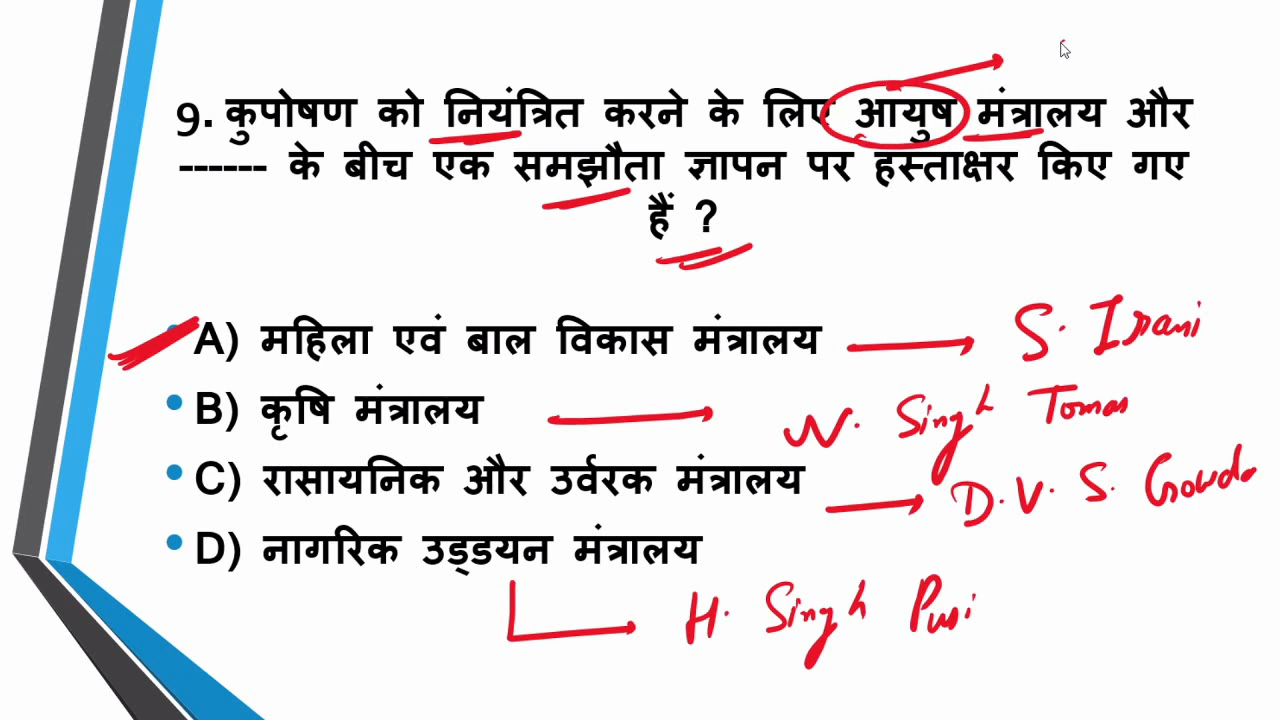 9. कुपोषण को नियंत्रित करने के लिए आयुष मंत्रालय और
------ के बीच एक समझौता ज्ञापन पर हस्ताक्षर किए गए
हैं ?
A) महिला एवं बाल विकास मंत्रालय S. Irani
B) कृषि मंत्रालय N. Singh Tomar
C) रासायनिक और उर्वरक मंत्रालय D. V. S. Gowda
D) नागरिक उड्डयन मंत्रालय
H. Singh Puri